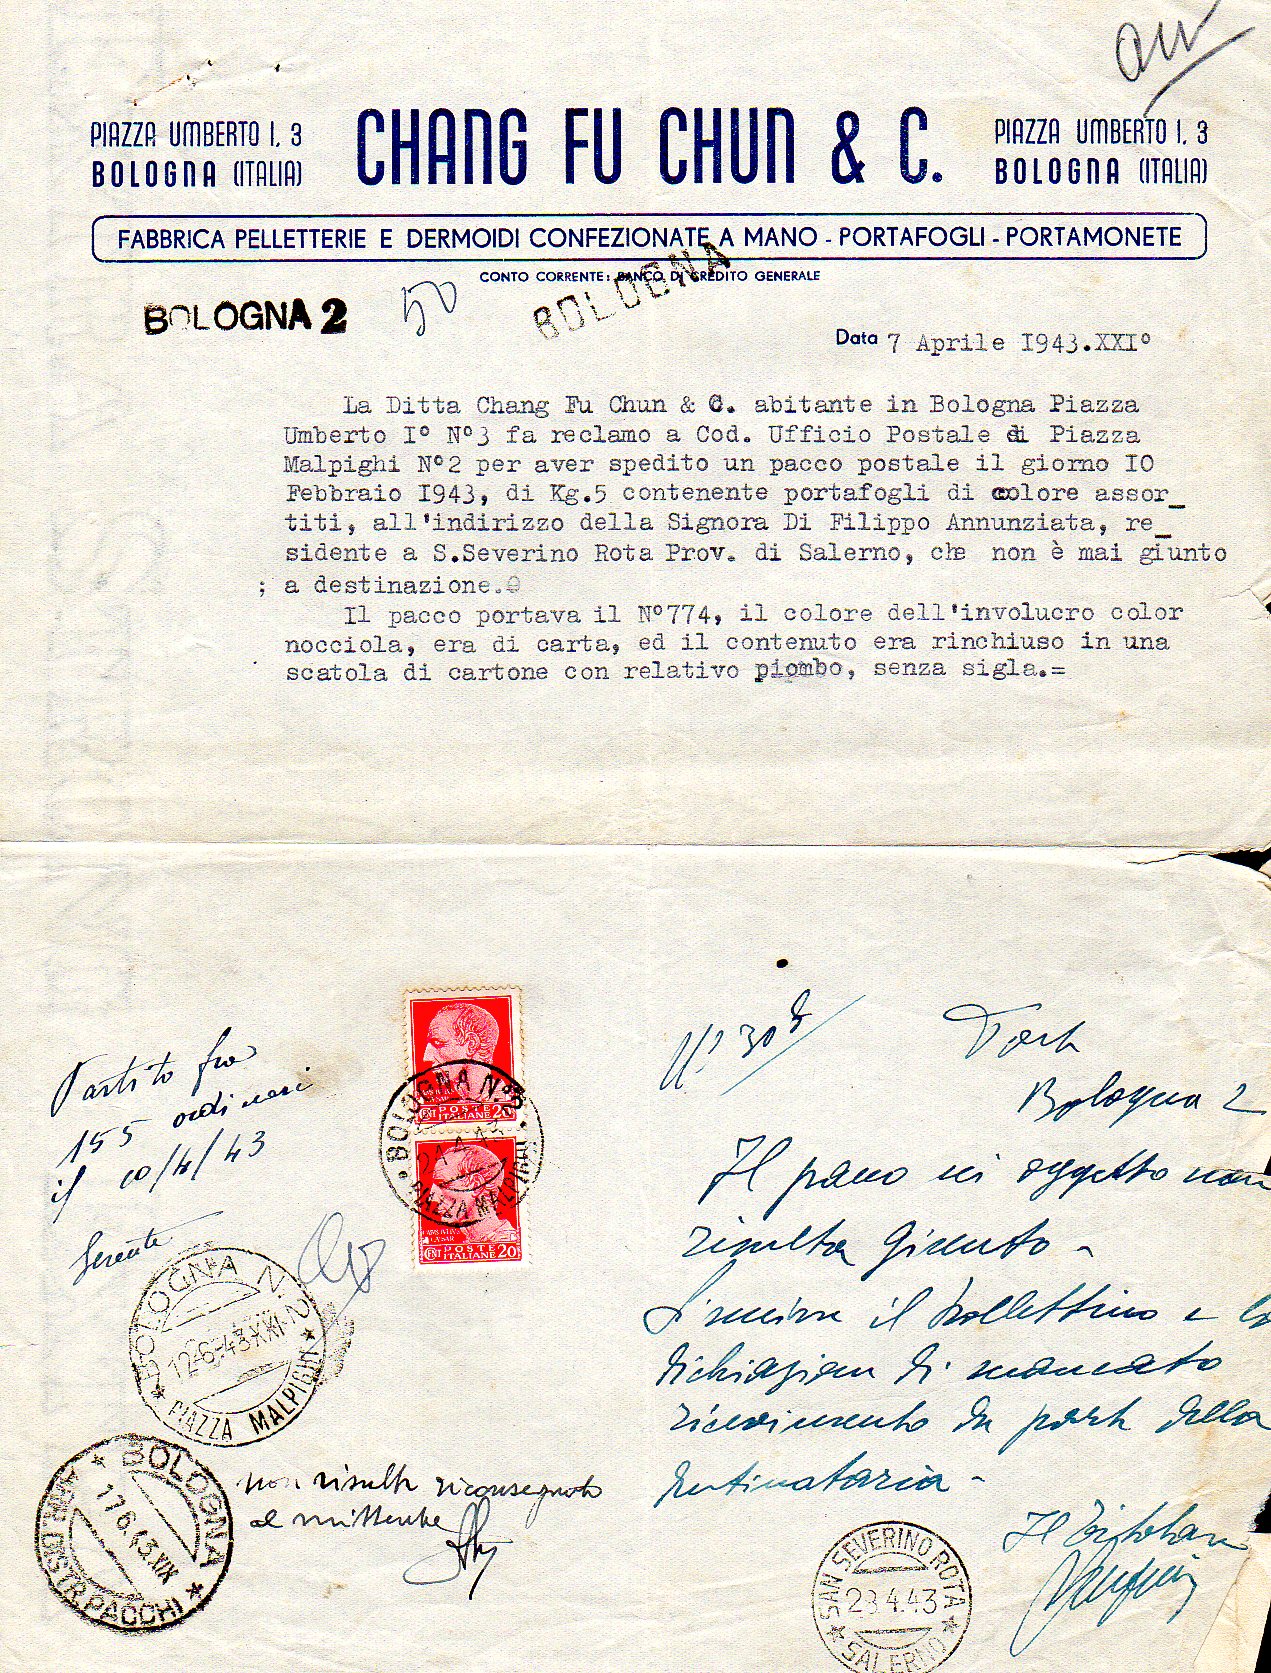 PIAZZA UMBERTO I. 3
BOLOGNA (ITALIA)
CHANG FU CHUN & C.
PIAZZA UMBERTO I. 3
BOLOGNA (ITALIA)
FABBRICA PELLETTERIE E DERMOIDI CONFEZIONATE A MANO - PORTAFOGLI - PORTAMONETE
CONTO CORRENTE: BANCO DI CREDITO GENERALE
BOLOGNA 2
50
BOLOGNA
Data 7 Aprile I943.XXI°
La Ditta Chang Fu Chun & C. abitante in Bologna Piazza
Umberto I° N°3 fa reclamo a Cod. Ufficio Postale di Piazza
Malpighi N°2 per aver spedito un pacco postale il giorno IO
Febbraio I943, di Kg.5 contenente portafogli di colore assor_
titi, all'indirizzo della Signora Di Filippo Annunziata, re_
sidente a S.Severino Rota Prov. di Salerno, che non è mai giunto
a destinazione.
Il pacco portava il N°774, il colore dell'involucro color
nocciola, era di carta, ed il contenuto era rinchiuso in una
scatola di cartone con relativo piombo, senza sigla.=
POSTE ITALIANE 20
BOLOGNA N.2
PIAZZA MALPIGHI
POSTE ITALIANE 20
Partito fra
155 ordinari
il 10/4/43
BOLOGNA N.2
12-6-43 XXI
PIAZZA MALPIGHI
BOLOGNA
17.6.43.XIX
DISTR. PACCHI
non risulta riconsegnato
al mittente
N° 308
Bologna 2
Il pacco in oggetto non
risulta giunto -
il bollettino e la
dichiarazione di mancato
ricevimento da parte della
destinataria -
SAN SEVERINO ROTA
23.4.43
SALERNO